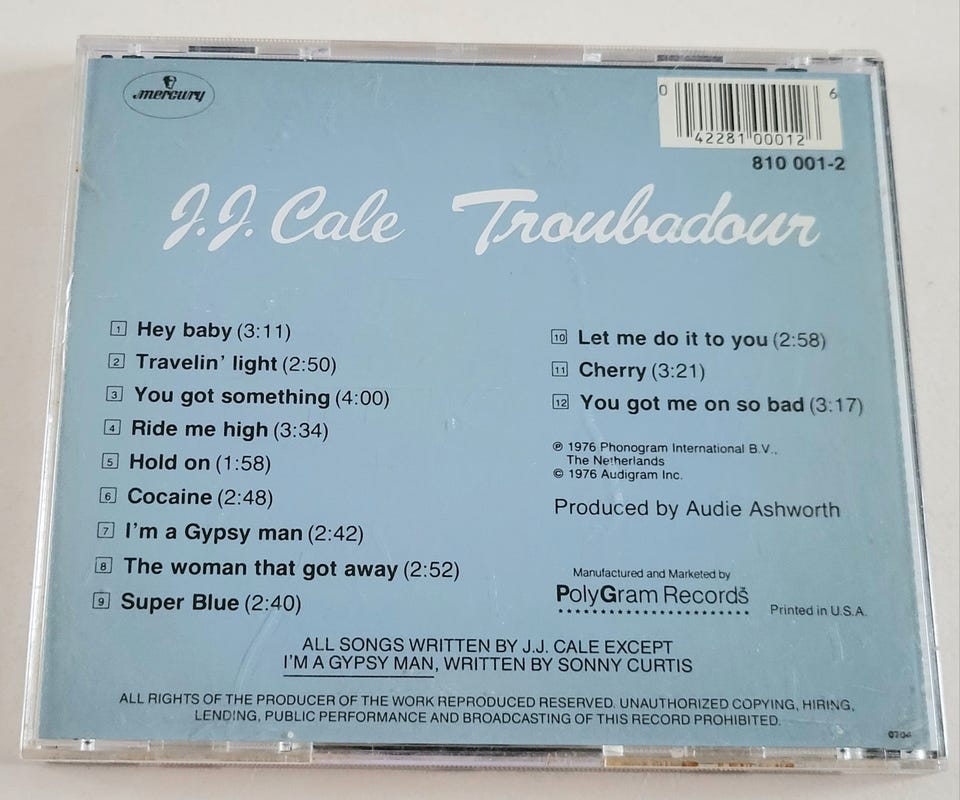 mercury
0 42281 00012 6
810 001-2
J.J. Cale Troubadour
1 Hey baby (3:11)
2 Travelin' light (2:50)
3 You got something (4:00)
4 Ride me high (3:34)
5 Hold on (1:58)
6 Cocaine (2:48)
7 I'm a Gypsy man (2:42)
8 The woman that got away (2:52)
9 Super Blue (2:40)
10 Let me do it to you (2:58)
11 Cherry (3:21)
12 You got me on so bad (3:17)
℗ 1976 Phonogram International B.V.,
The Netherlands
© 1976 Audigram Inc.
Produced by Audie Ashworth
Manufactured and Marketed by
PolyGram Records™
Printed in U.S.A.
ALL SONGS WRITTEN BY J.J. CALE EXCEPT
I'M A GYPSY MAN, WRITTEN BY SONNY CURTIS
ALL RIGHTS OF THE PRODUCER OF THE WORK REPRODUCED RESERVED. UNAUTHORIZED COPYING, HIRING,
LENDING, PUBLIC PERFORMANCE AND BROADCASTING OF THIS RECORD PROHIBITED.